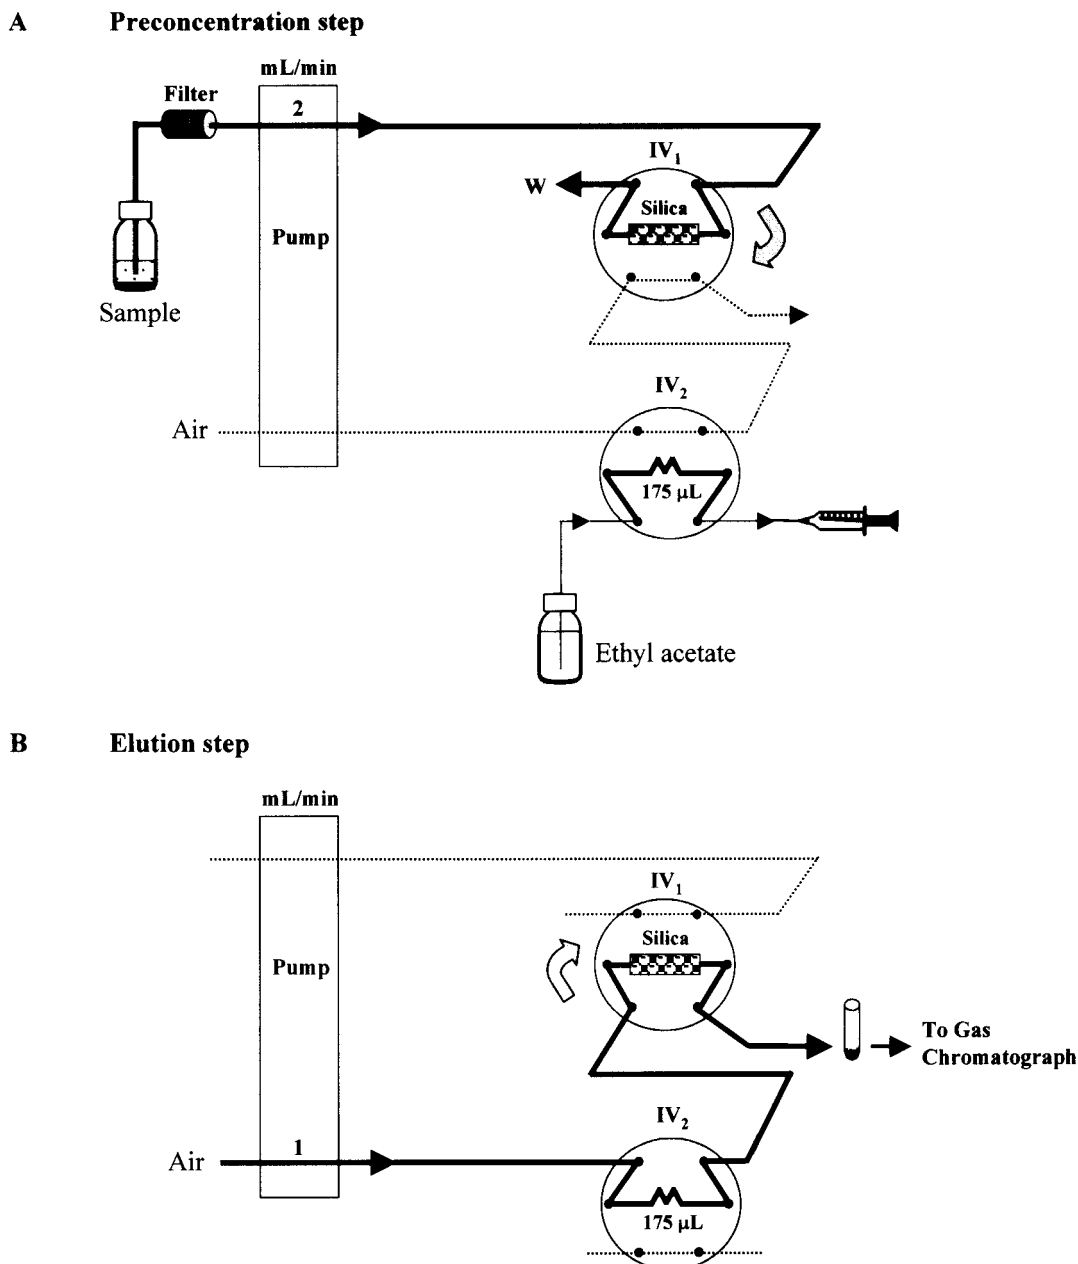 A Preconcentration step
mL/min
Filter
2
IV₁
W
Silica
Pump
Sample
IV₂
Air
175 µL
Ethyl acetate
B Elution step
mL/min
IV₁
Silica
Pump
To Gas
Chromatograph
IV₂
1
Air
175 µL